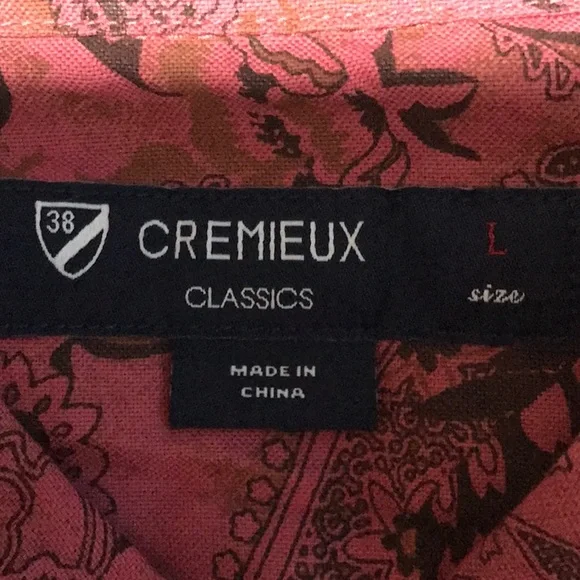 38
CREMIEUX
CLASSICS
L
size
MADE IN
CHINA